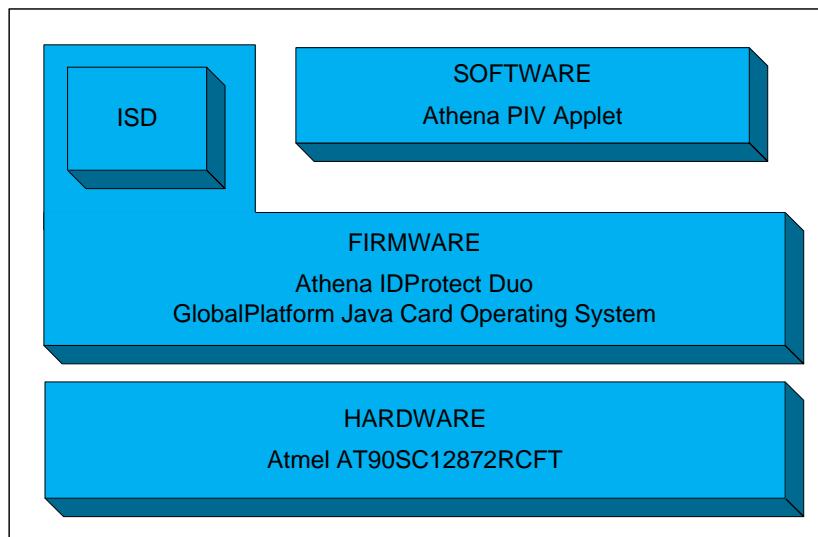 ISD
SOFTWARE
Athena PIV Applet
FIRMWARE
Athena IDProtect Duo
GlobalPlatform Java Card Operating System
HARDWARE
Atmel AT90SC12872RCFT